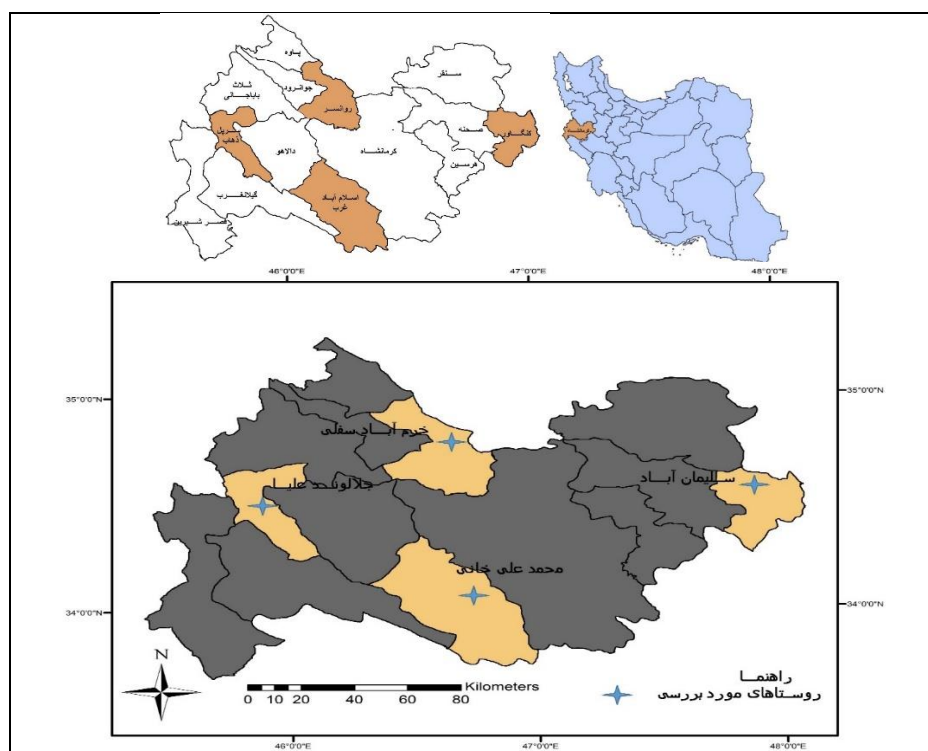 پاوه
سنقر
جوانرود
ثلاث
باباجانی
روانسر
کنگاور
صحنه
سرپل
ذهاب
دالاهو
کرمانشاه
هرسین
گیلانغرب
اسلام آباد
غرب
قصر شیرین
46°0'0"E
47°0'0"E
48°0'0"E
35°0'0"N
35°0'0"N
خرم آباد سفلی
جلالوند علیا
سلیمان آباد
محمد علی خانی
34°0'0"N
34°0'0"N
N
Kilometers
0 10 20 40 60 80
راهنما
روستاهای مورد بررسی
46°0'0"E
47°0'0"E
48°0'0"E